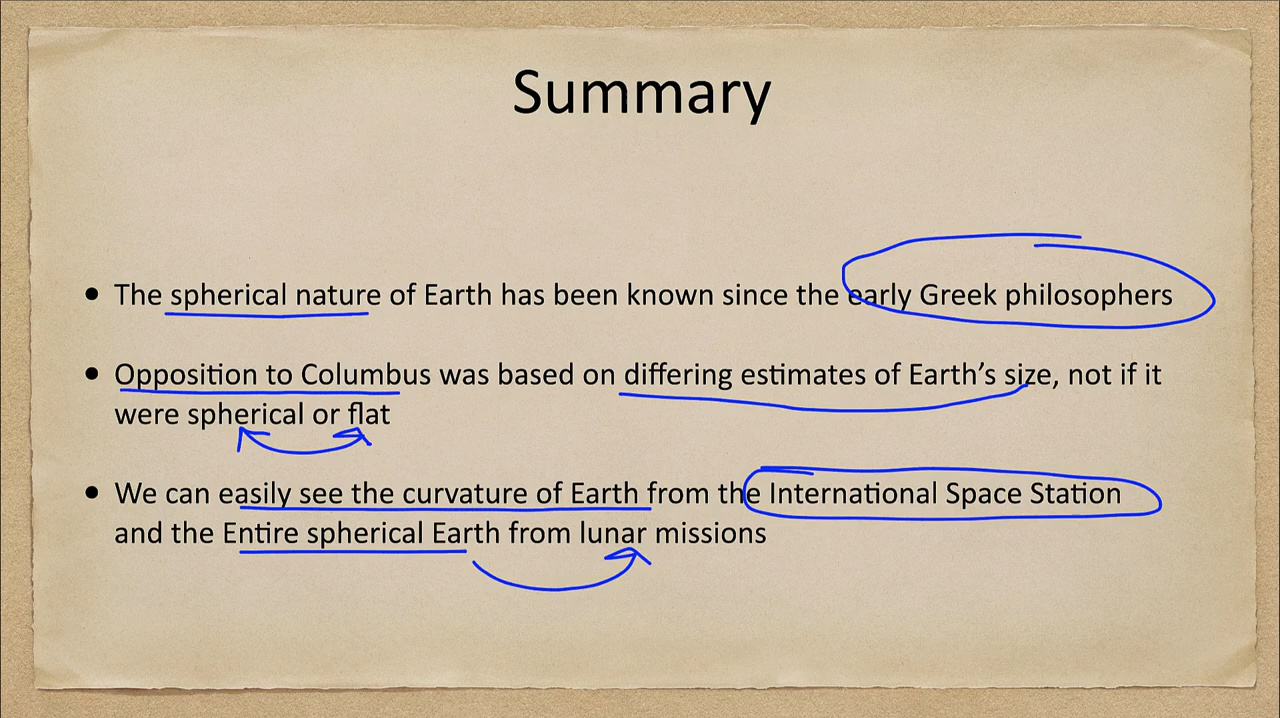 Summary
• The spherical nature of Earth has been known since the early Greek philosophers
• Opposition to Columbus was based on differing estimates of Earth's size, not if it
were spherical or flat
• We can easily see the curvature of Earth from the International Space Station
and the Entire spherical Earth from lunar missions